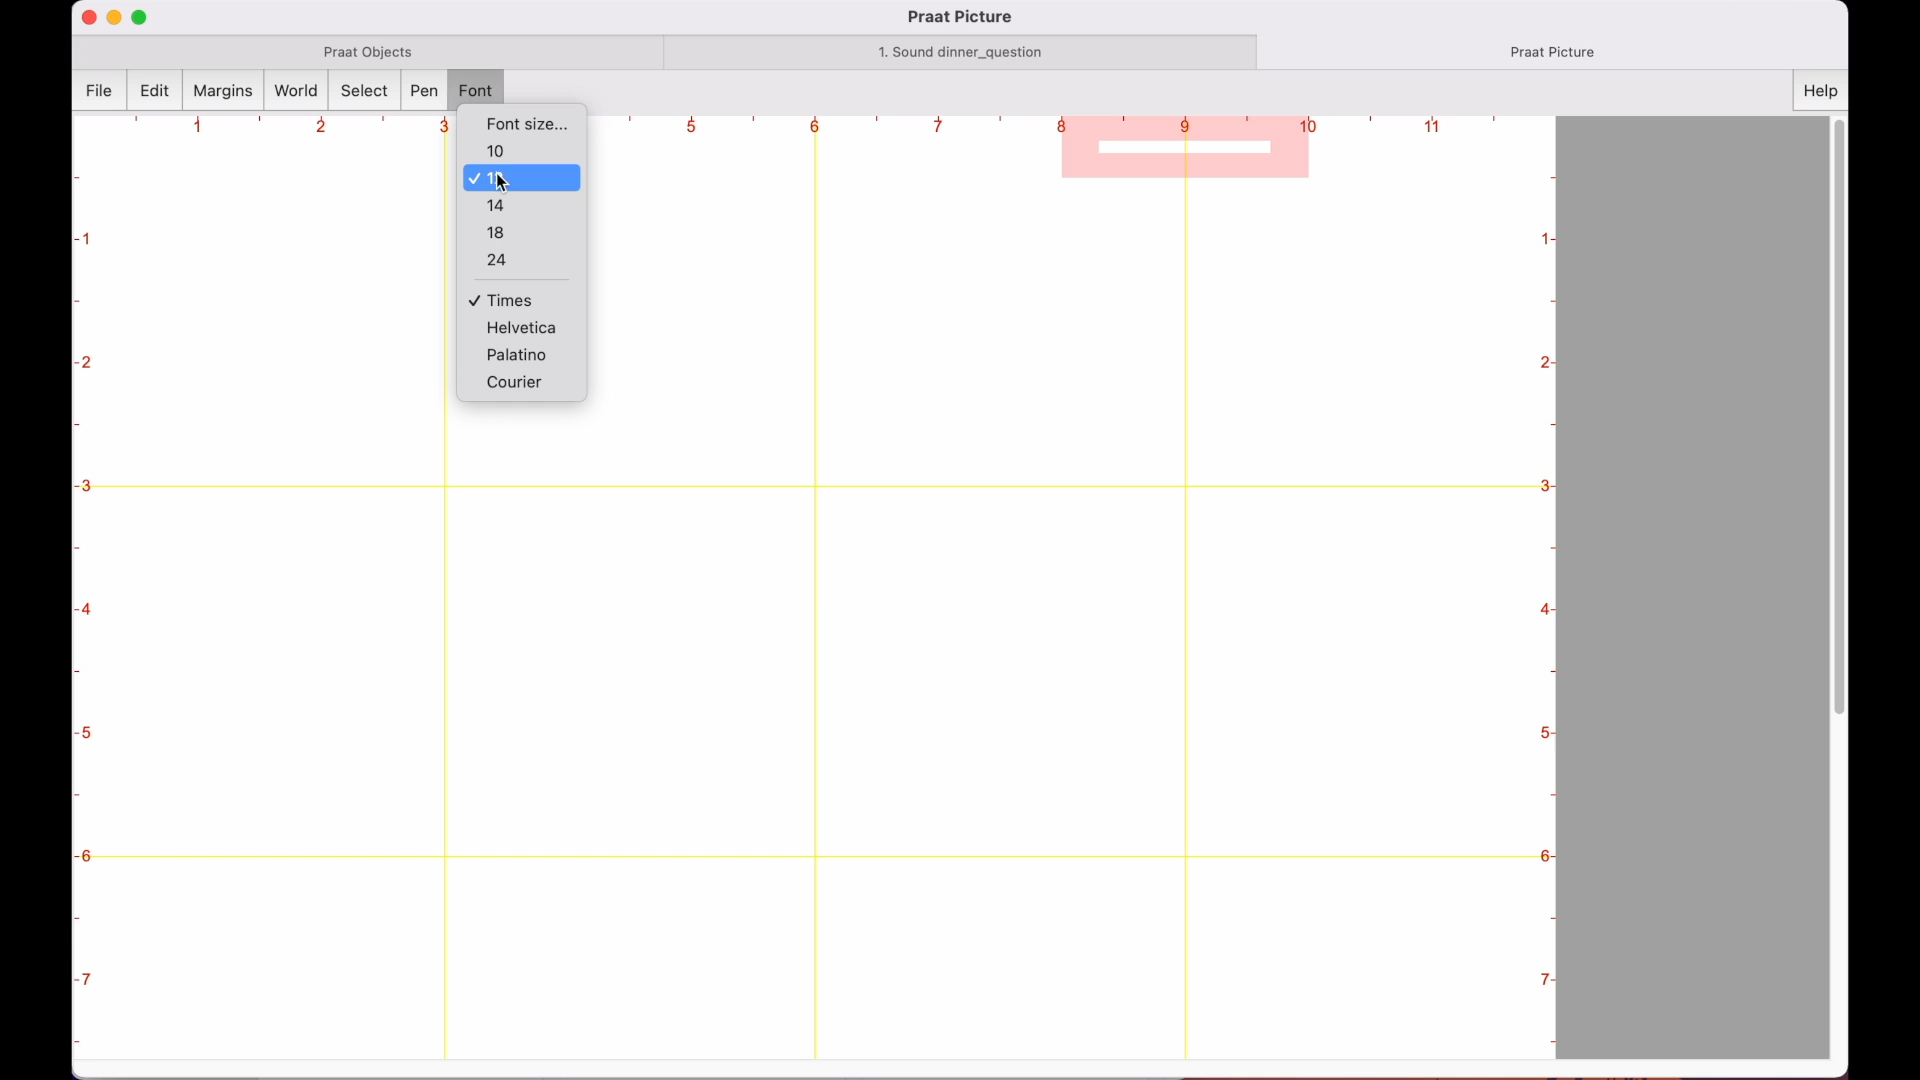 Praat Picture
Praat Objects
1. Sound dinner_question
Praat Picture
File Edit Margins World Select Pen Font Help
1 2 3 5 6 7 8 9 10 11
Font size...
10
14
18
24
Times
Helvetica
Palatino
Courier
1 1
2 2
3 3
4 4
5 5
6 6
7 7